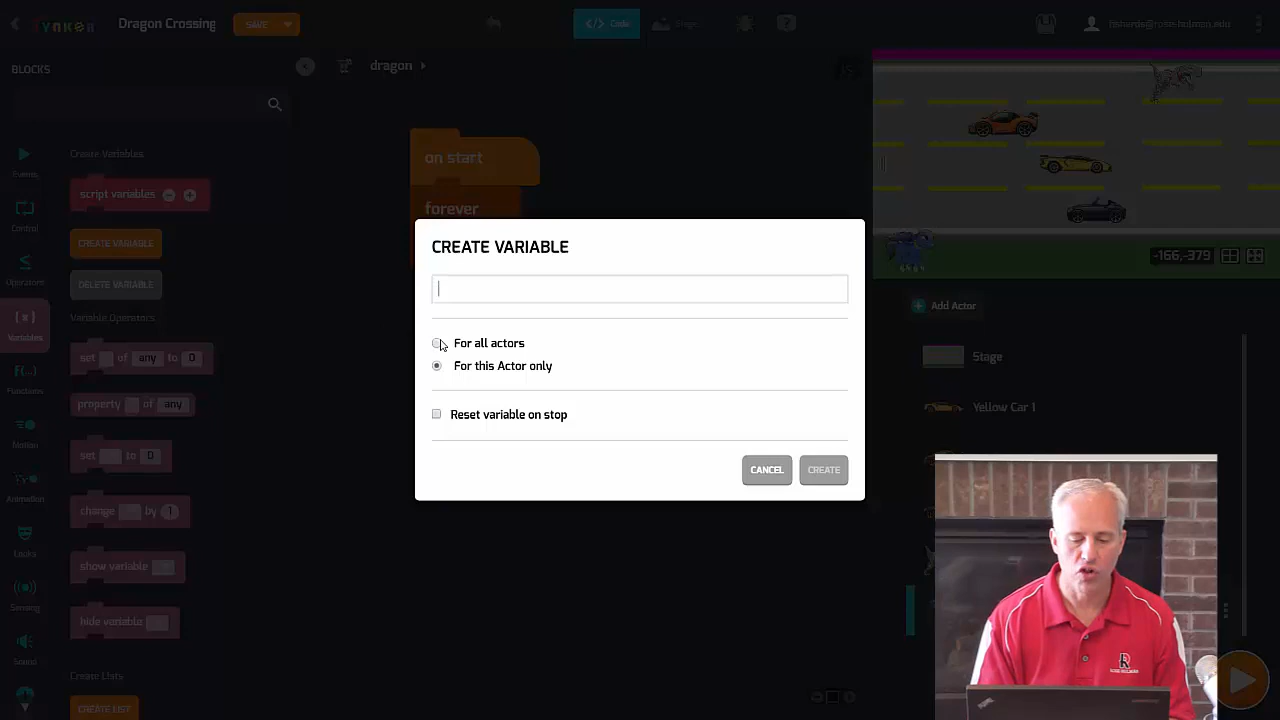 TYNKER
Dragon Crossing
SAVE
</> Code
Stage
BLOCKS
dragon
JS
Events
Control
Operators
[x]
Variables
f(...)
Functions
Motion
Animation
Looks
Sensing
Sound
Create Variables
script variables - +
CREATE VARIABLE
DELETE VARIABLE
Variable Operators
set of any to 0
property of any
set to 0
change by 1
show variable
hide variable
Create Lists
CREATE LIST
on start
forever
CREATE VARIABLE
For all actors
For this Actor only
Reset variable on stop
CANCEL
CREATE
-166,-379
Add Actor
Stage
Yellow Car 1